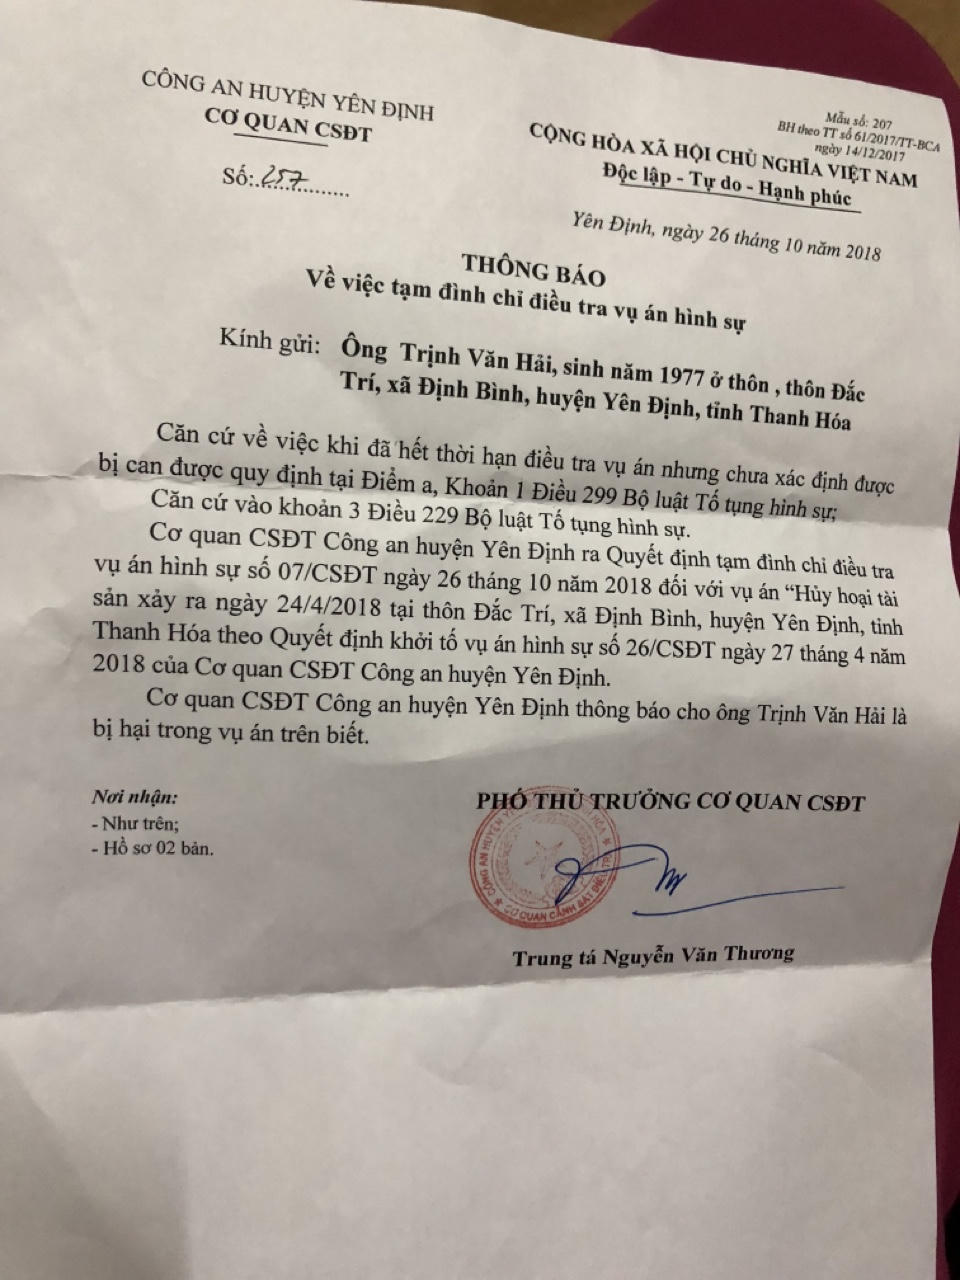 CÔNG AN HUYỆN YÊN ĐỊNH
CƠ QUAN CSĐT
Số:.257..............
Mẫu số: 207
BH theo TT số 61/2017/TT-BCA
ngày 14/12/2017
CỘNG HÒA XÃ HỘI CHỦ NGHĨA VIỆT NAM
Độc lập - Tự do - Hạnh phúc
Yên Định, ngày 26 tháng 10 năm 2018
THÔNG BÁO
Về việc tạm đình chỉ điều tra vụ án hình sự
Kính gửi: Ông Trịnh Văn Hải, sinh năm 1977 ở thôn , thôn Đắc
Trí, xã Định Bình, huyện Yên Định, tỉnh Thanh Hóa
Căn cứ về việc khi đã hết thời hạn điều tra vụ án nhưng chưa xác định được
bị can được quy định tại Điểm a, Khoản 1 Điều 299 Bộ luật Tố tụng hình sự;
Căn cứ vào khoản 3 Điều 229 Bộ luật Tố tụng hình sự.
Cơ quan CSĐT Công an huyện Yên Định ra Quyết định tạm đình chỉ điều tra
vụ án hình sự số 07/CSĐT ngày 26 tháng 10 năm 2018 đối với vụ án “Hủy hoại tài
sản xảy ra ngày 24/4/2018 tại thôn Đắc Trí, xã Định Bình, huyện Yên Định, tỉnh
Thanh Hóa theo Quyết định khởi tố vụ án hình sự số 26/CSĐT ngày 27 tháng 4 năm
2018 của Cơ quan CSĐT Công an huyện Yên Định.
Cơ quan CSĐT Công an huyện Yên Định thông báo cho ông Trịnh Văn Hải là
bị hại trong vụ án trên biết.
Nơi nhận:
- Như trên;
- Hồ sơ 02 bản.
PHÓ THỦ TRƯỞNG CƠ QUAN CSĐT
CÔNG AN HUYỆN
CƠ QUAN CẢNH SÁT ĐIỀU TRA
Trung tá Nguyễn Văn Thương